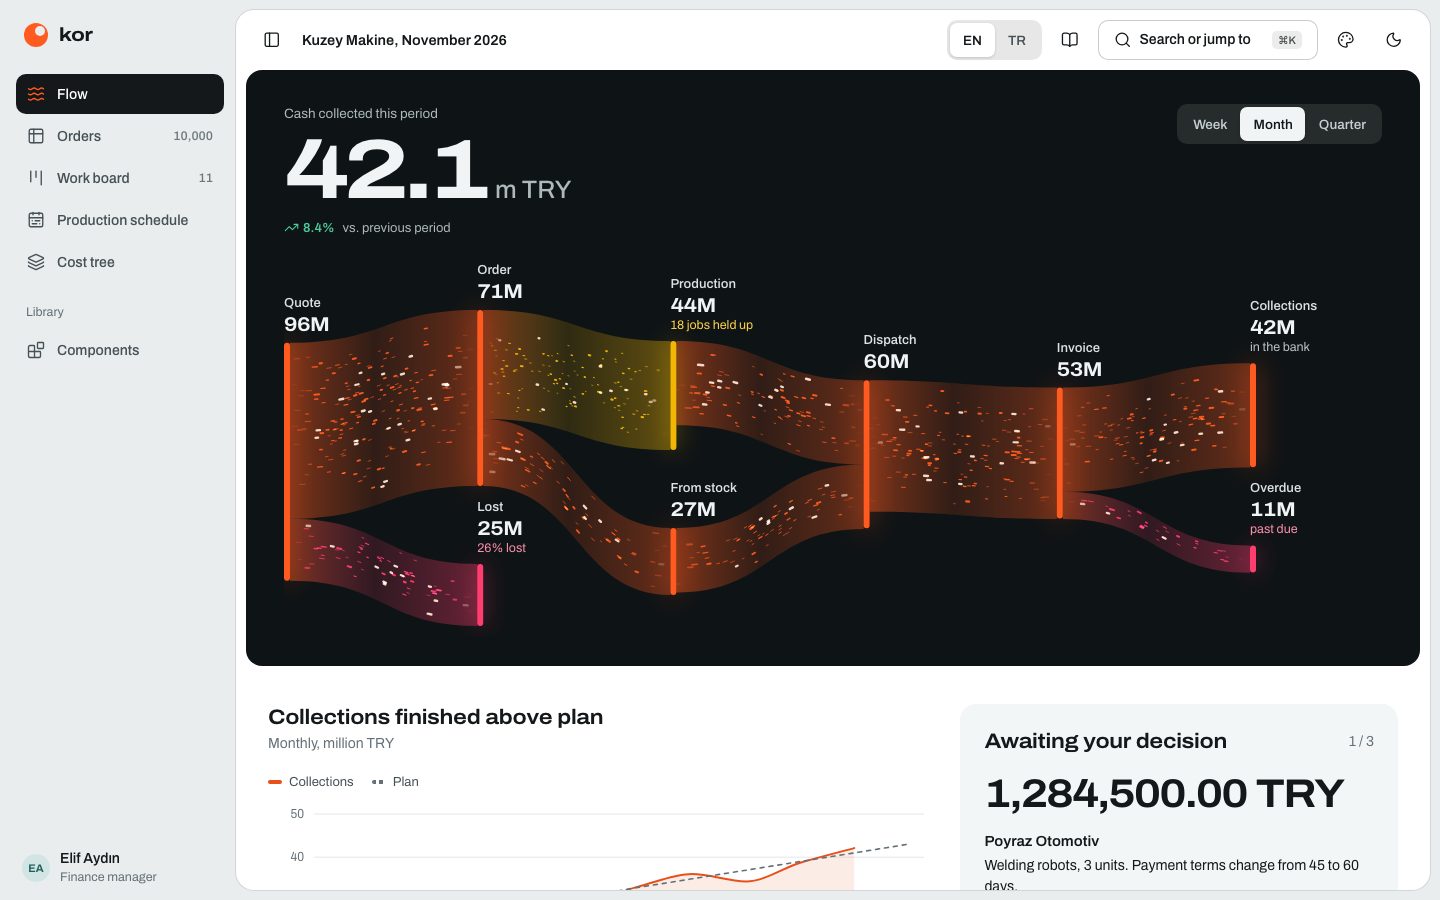 kor
Flow
Orders 10,000
Work board 11
Production schedule
Cost tree
Library
Components
EA
Elif Aydın
Finance manager
Kuzey Makine, November 2026
EN TR
Search or jump to ⌘K
Cash collected this period
42.1 m TRY
8.4% vs. previous period
Week Month Quarter
Quote
96M
Order
71M
Lost
25M
26% lost
Production
44M
18 jobs held up
From stock
27M
Dispatch
60M
Invoice
53M
Collections
42M
in the bank
Overdue
11M
past due
Collections finished above plan
Monthly, million TRY
Collections Plan
50
40
Awaiting your decision 1 / 3
1,284,500.00 TRY
Poyraz Otomotiv
Welding robots, 3 units. Payment terms change from 45 to 60
days.